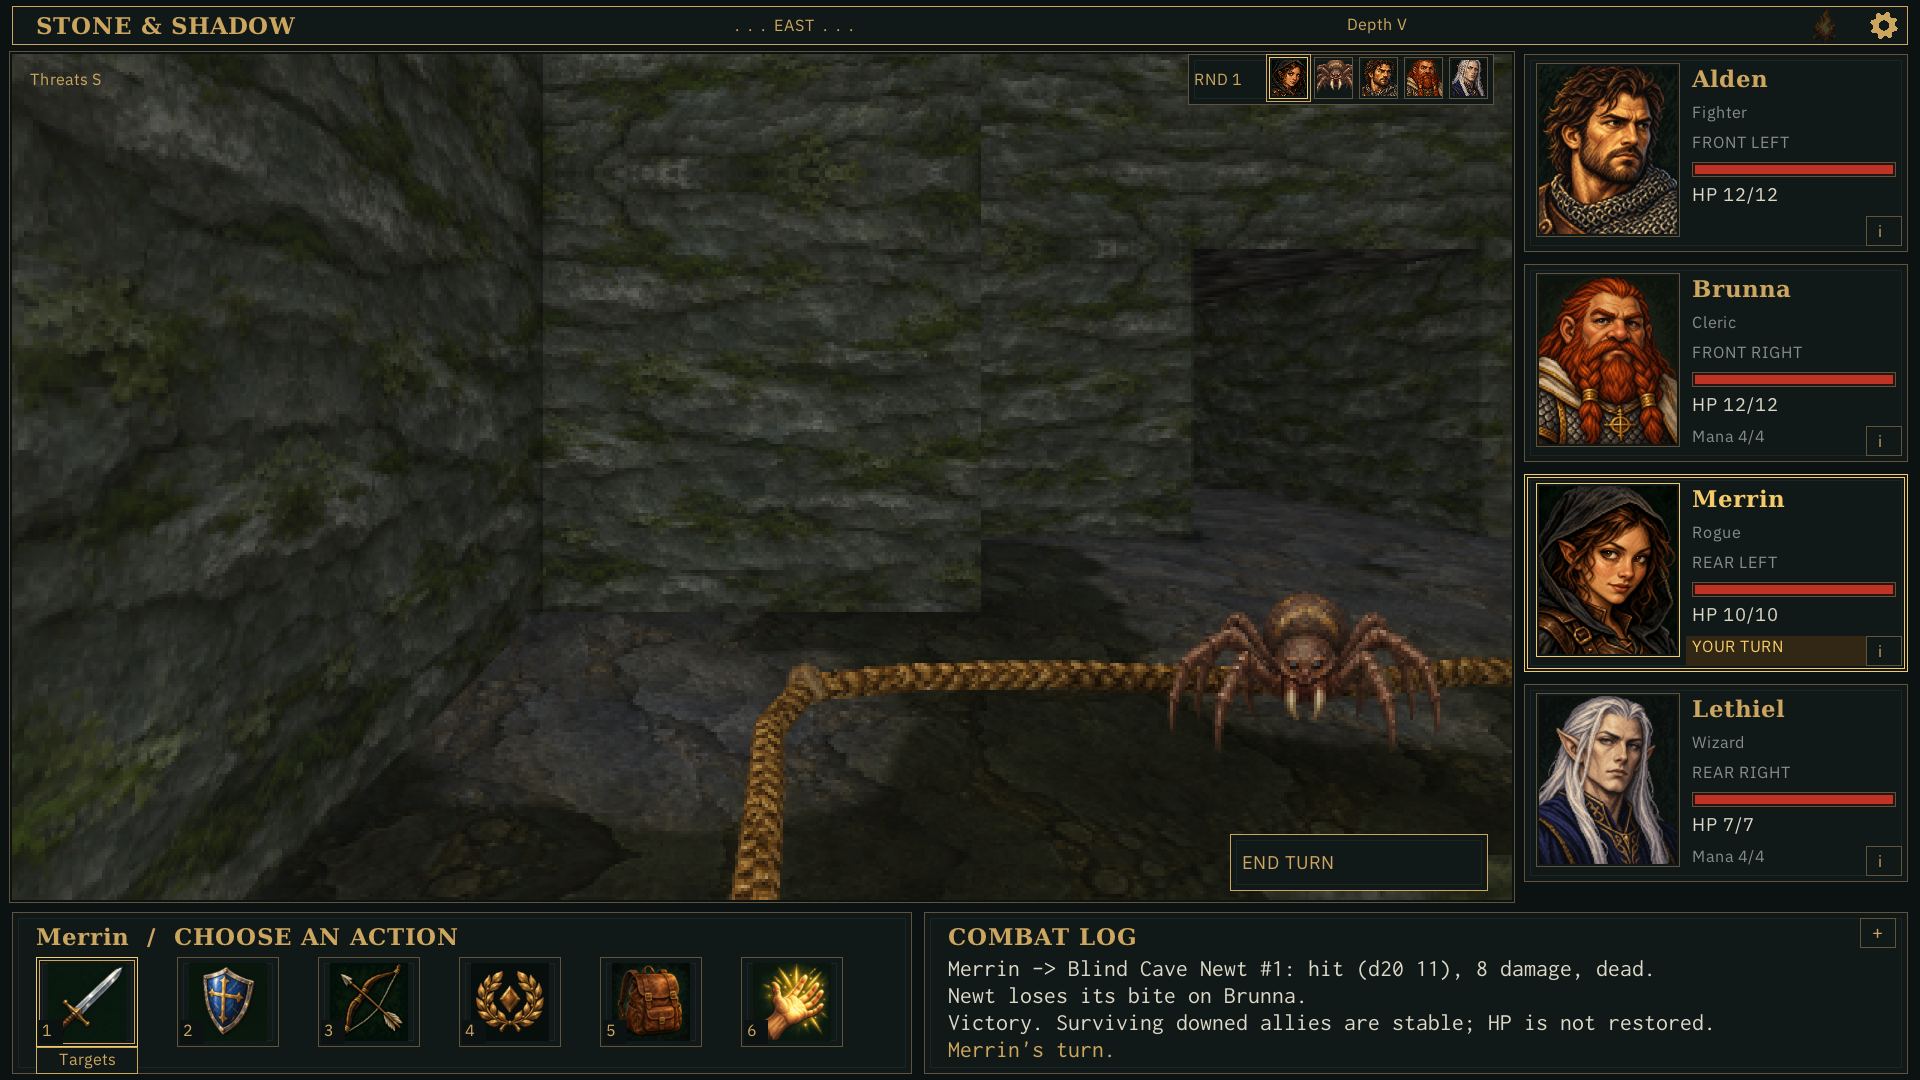 STONE & SHADOW
. . . EAST . . .
Depth V
Threats S
RND 1
Alden
Fighter
FRONT LEFT
HP 12/12
i
Brunna
Cleric
FRONT RIGHT
HP 12/12
Mana 4/4
i
Merrin
Rogue
REAR LEFT
HP 10/10
YOUR TURN
i
Lethiel
Wizard
REAR RIGHT
HP 7/7
Mana 4/4
i
END TURN
Merrin / CHOOSE AN ACTION
1
2
3
4
5
6
Targets
COMBAT LOG
+
Merrin -> Blind Cave Newt #1: hit (d20 11), 8 damage, dead.
Newt loses its bite on Brunna.
Victory. Surviving downed allies are stable; HP is not restored.
Merrin's turn.